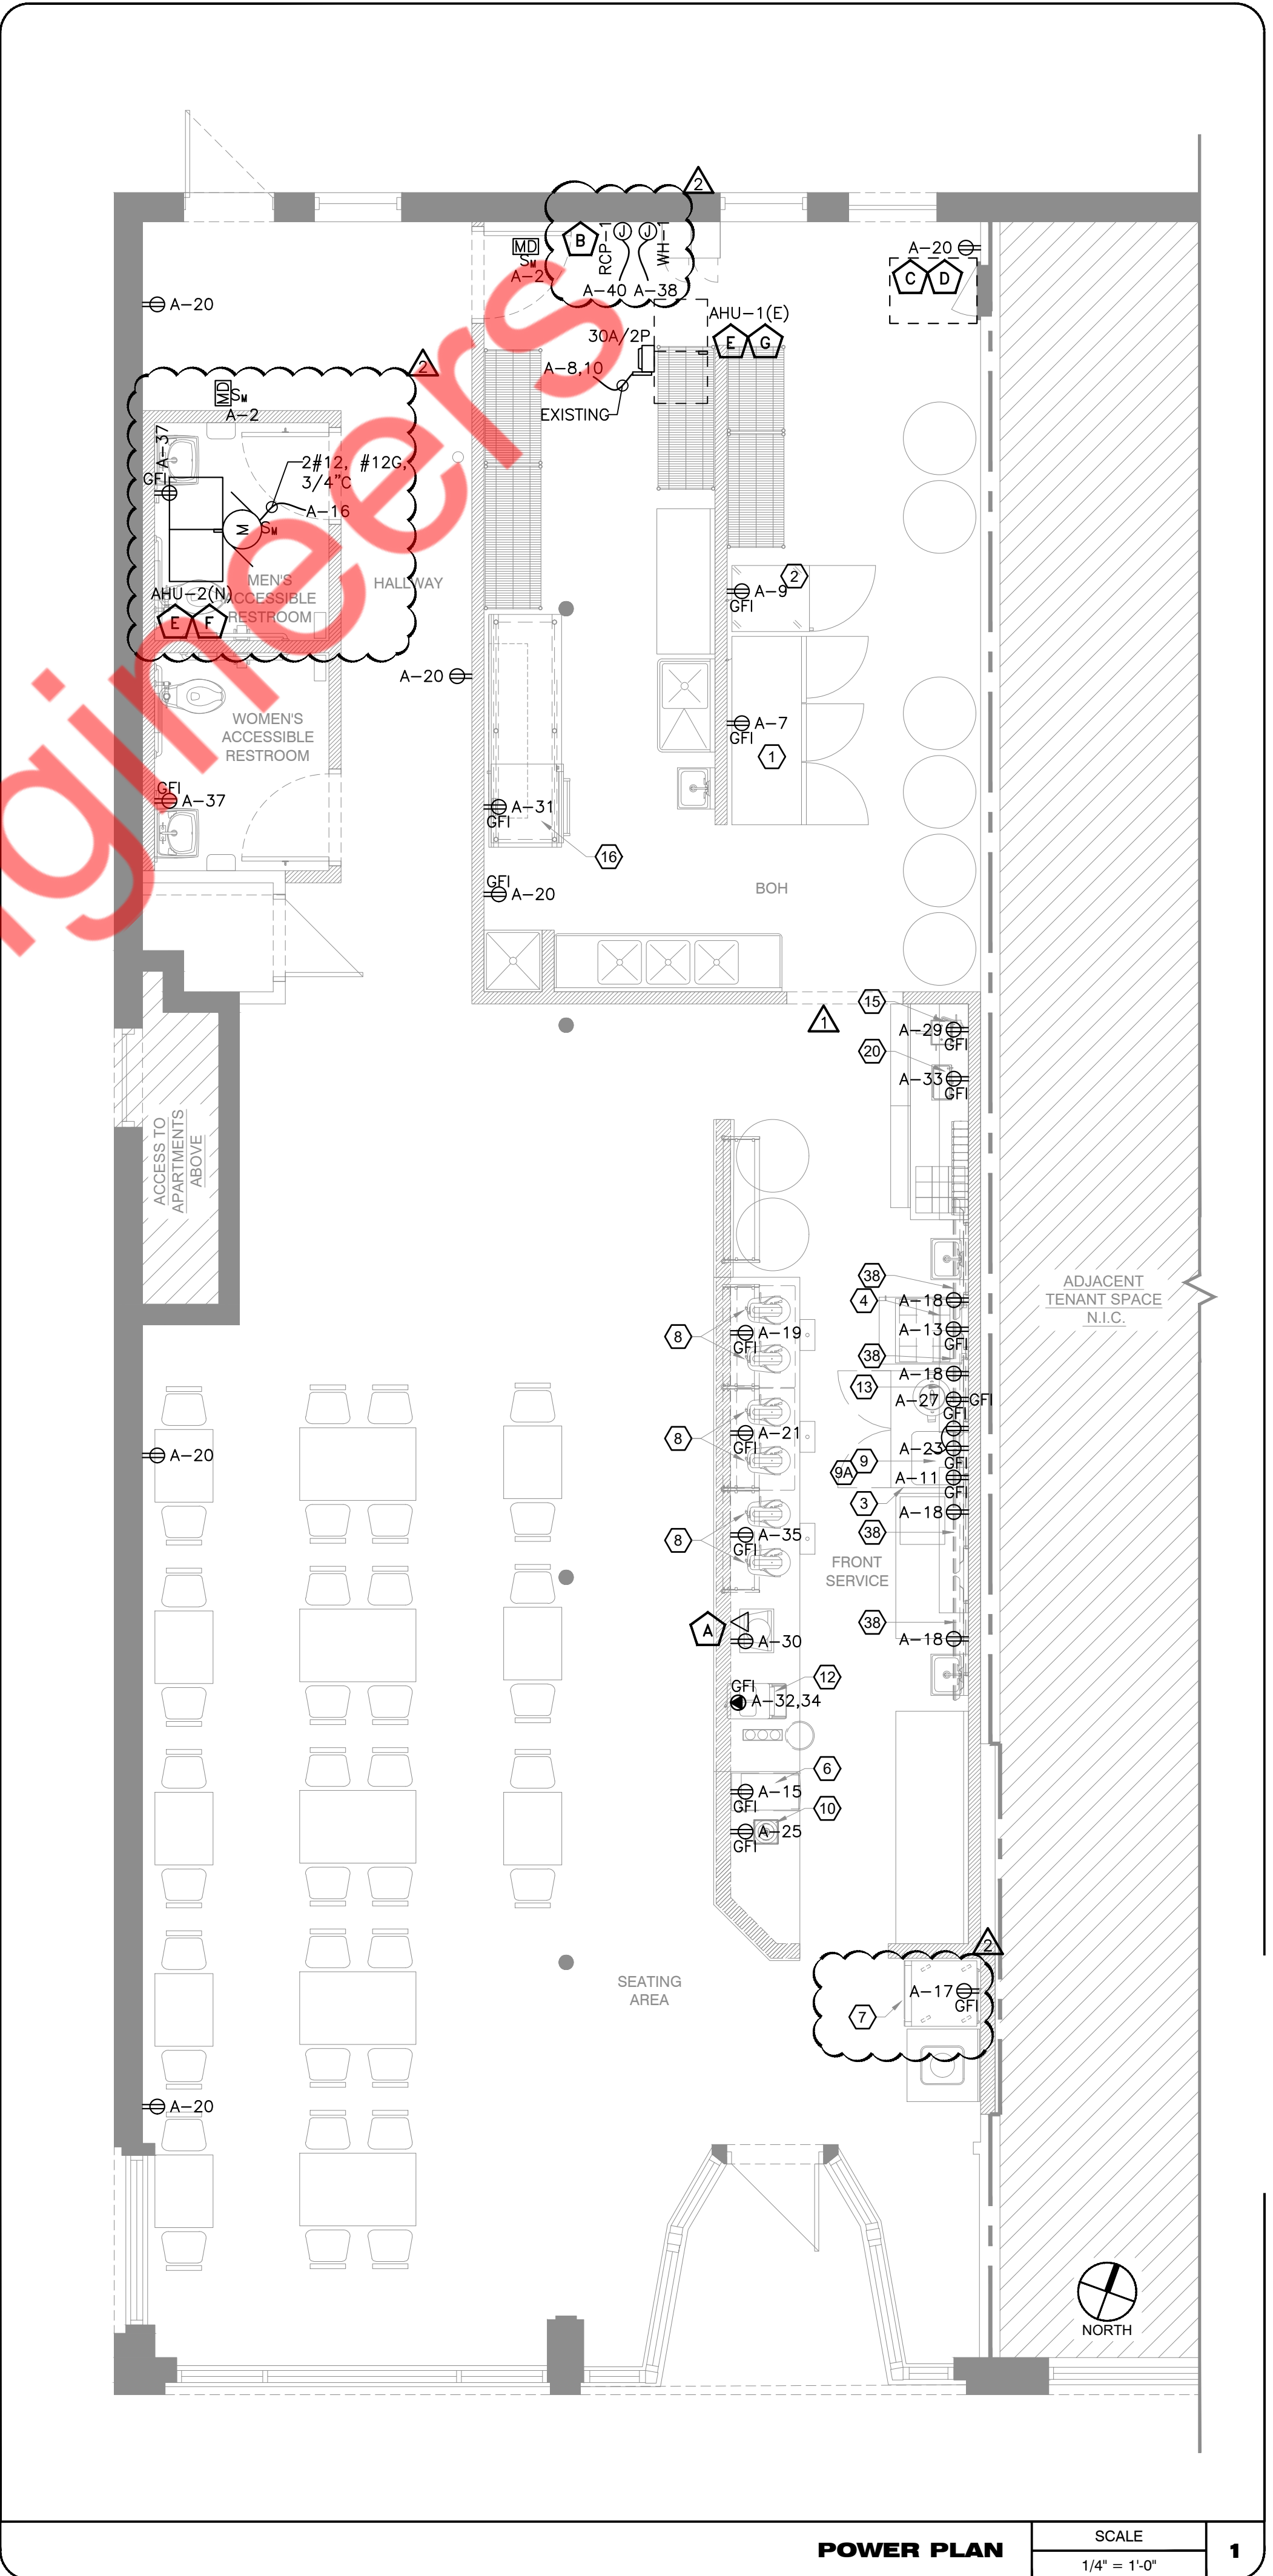 2
B
RCP-1
J
J
WH-1
MD
SM
A-2
A-40
A-38
A-20
C
D
A-20
AHU-1(E)
E
G
30A/2P
A-8,10
EXISTING
2
MD
SM
A-2
A-37
GFI
2#12, #12G,
3/4"C
A-16
M
SM
MEN'S
ACCESSIBLE
RESTROOM
HALLWAY
AHU-2(N)
E
F
2
A-9
GFI
A-20
WOMEN'S
ACCESSIBLE
RESTROOM
A-7
GFI
1
GFI
A-37
A-31
GFI
16
GFI
A-20
BOH
15
1
A-29
GFI
20
A-33
GFI
ACCESS TO
APARTMENTS
ABOVE
ADJACENT
TENANT SPACE
N.I.C.
38
4
A-18
A-13
GFI
8
A-19
GFI
38
A-18
13
A-27
GFI
GFI
8
A-21
GFI
A-23
GFI
9
9A
A-11
GFI
3
A-18
38
A-20
8
A-35
GFI
FRONT
SERVICE
38
A-18
A
A-30
GFI
A-32,34
12
6
A-15
GFI
10
A-25
GFI
2
SEATING
AREA
A-17
GFI
7
A-20
NORTH
gineers
POWER PLAN
SCALE
1/4" = 1'-0"
1